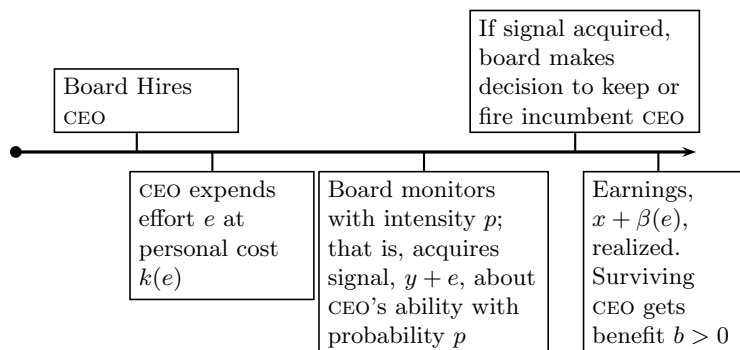 Board Hires
CEO
CEO expends
effort e at
personal cost
k(e)
Board monitors
with intensity p;
that is, acquires
signal, y + e, about
CEO's ability with
probability p
If signal acquired,
board makes
decision to keep or
fire incumbent CEO
Earnings,
x + β(e),
realized.
Surviving
CEO gets
benefit b > 0